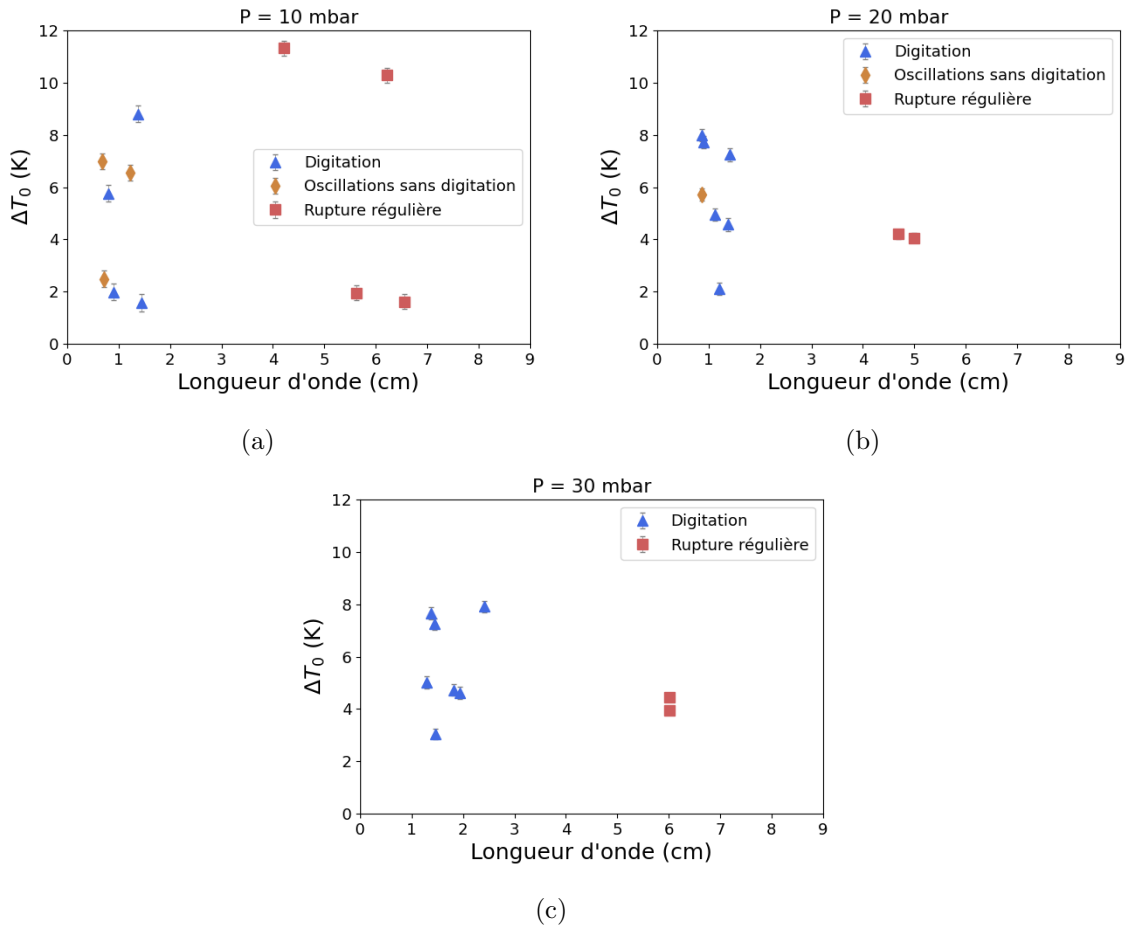 P = 10 mbar
12
10
8
6
4
2
0
ΔT₀ (K)
Digitation
Oscillations sans digitation
Rupture régulière
0 1 2 3 4 5 6 7 8 9
Longueur d'onde (cm)
(a)
P = 20 mbar
12
10
8
6
4
2
0
ΔT₀ (K)
Digitation
Oscillations sans digitation
Rupture régulière
0 1 2 3 4 5 6 7 8 9
Longueur d'onde (cm)
(b)
P = 30 mbar
12
10
8
6
4
2
0
ΔT₀ (K)
Digitation
Rupture régulière
0 1 2 3 4 5 6 7 8 9
Longueur d'onde (cm)
(c)